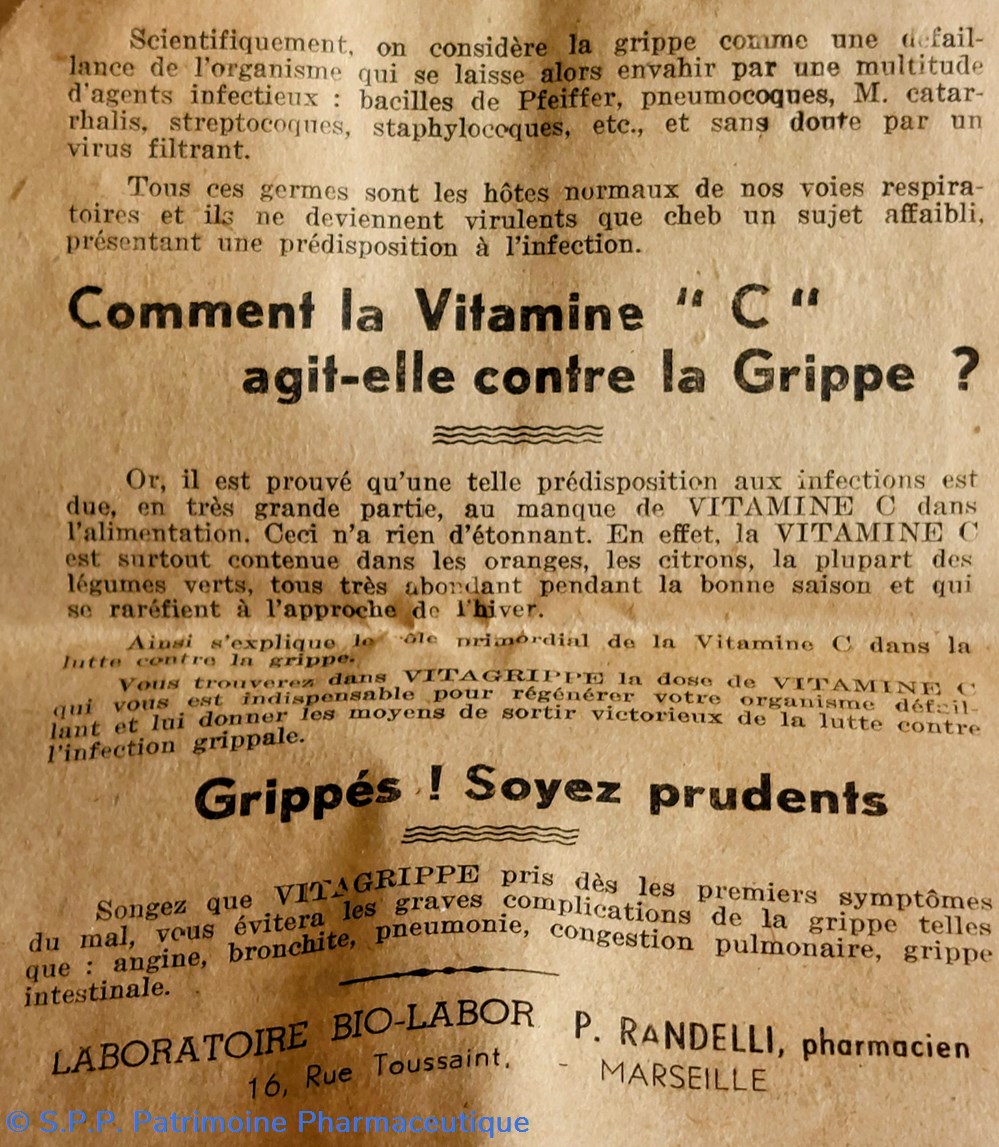 Scientifiquement, on considère la grippe comme une défail-
lance de l'organisme qui se laisse alors envahir par une multitude
d'agents infectieux : bacilles de Pfeiffer, pneumocoques, M. catar-
rhalis, streptocoques, staphylocoques, etc., et sans doute par un
virus filtrant.
Tous ces germes sont les hôtes normaux de nos voies respira-
toires et ils ne deviennent virulents que cheb un sujet affaibli,
présentant une prédisposition à l'infection.
Comment la Vitamine " C "
agit-elle contre la Grippe ?
Or, il est prouvé qu'une telle prédisposition aux infections est
due, en très grande partie, au manque de VITAMINE C dans
l'alimentation. Ceci n'a rien d'étonnant. En effet, la VITAMINE C
est surtout contenue dans les oranges, les citrons, la plupart des
légumes verts, tous très abordant pendant la bonne saison et qui
se raréfient à l'approche de l'hiver.
Ainsi s'explique le rôle primordial de la Vitamine C dans la
lutte contre la grippe.
Vous trouverez dans VITAGRIPPE la dose de VITAMINE C
qui vous est indispensable pour régénérer votre organisme défail-
lant et lui donner les moyens de sortir victorieux de la lutte contre
l'infection grippale.
Grippés ! Soyez prudents
Songez que VITAGRIPPE pris dès les premiers symptômes
du mal, vous évitera les graves complications de la grippe telles
que : angine, bronchite, pneumonie, congestion pulmonaire, grippe
intestinale.
LABORATOIRE BIO-LABOR P. RANDELLI, pharmacien
16, Rue Toussaint, - MARSEILLE
© S.P.P. Patrimoine Pharmaceutique